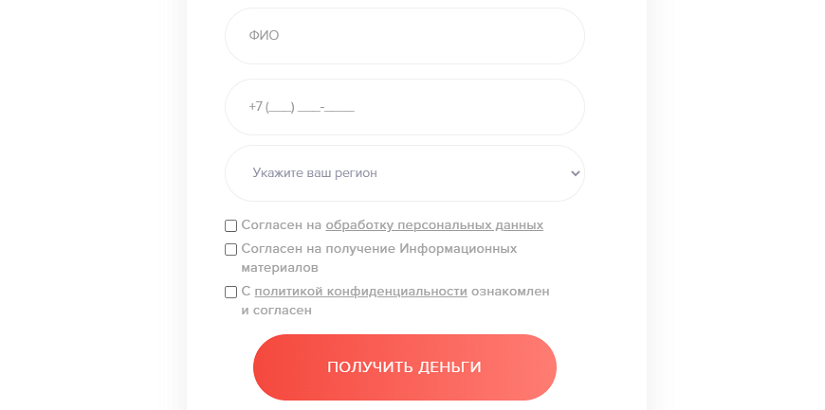 ФИО
+7 (___) ___-____
Укажите ваш регион
Согласен на обработку персональных данных
Согласен на получение Информационных
материалов
С политикой конфиденциальности ознакомлен
и согласен
ПОЛУЧИТЬ ДЕНЬГИ